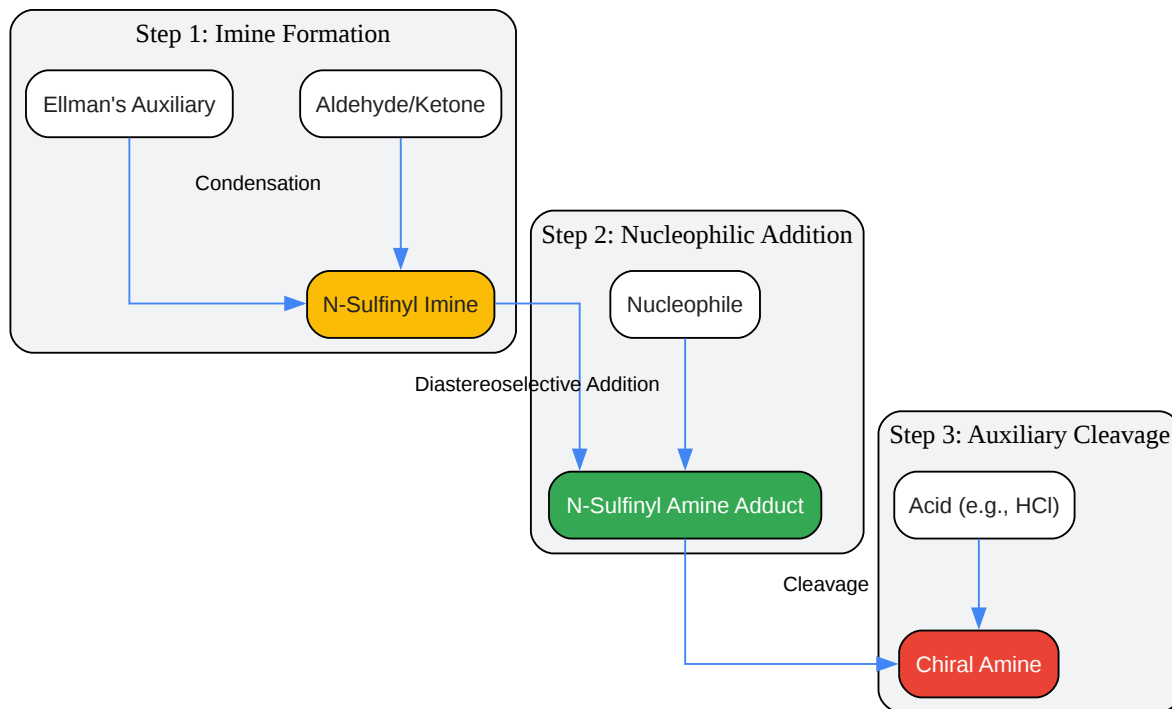 Step 1: Imine Formation
Ellman's Auxiliary
Aldehyde/Ketone
Condensation
N-Sulfinyl Imine
Step 2: Nucleophilic Addition
Nucleophile
Diastereoselective Addition
N-Sulfinyl Amine Adduct
Step 3: Auxiliary Cleavage
Acid (e.g., HCl)
Cleavage
Chiral Amine